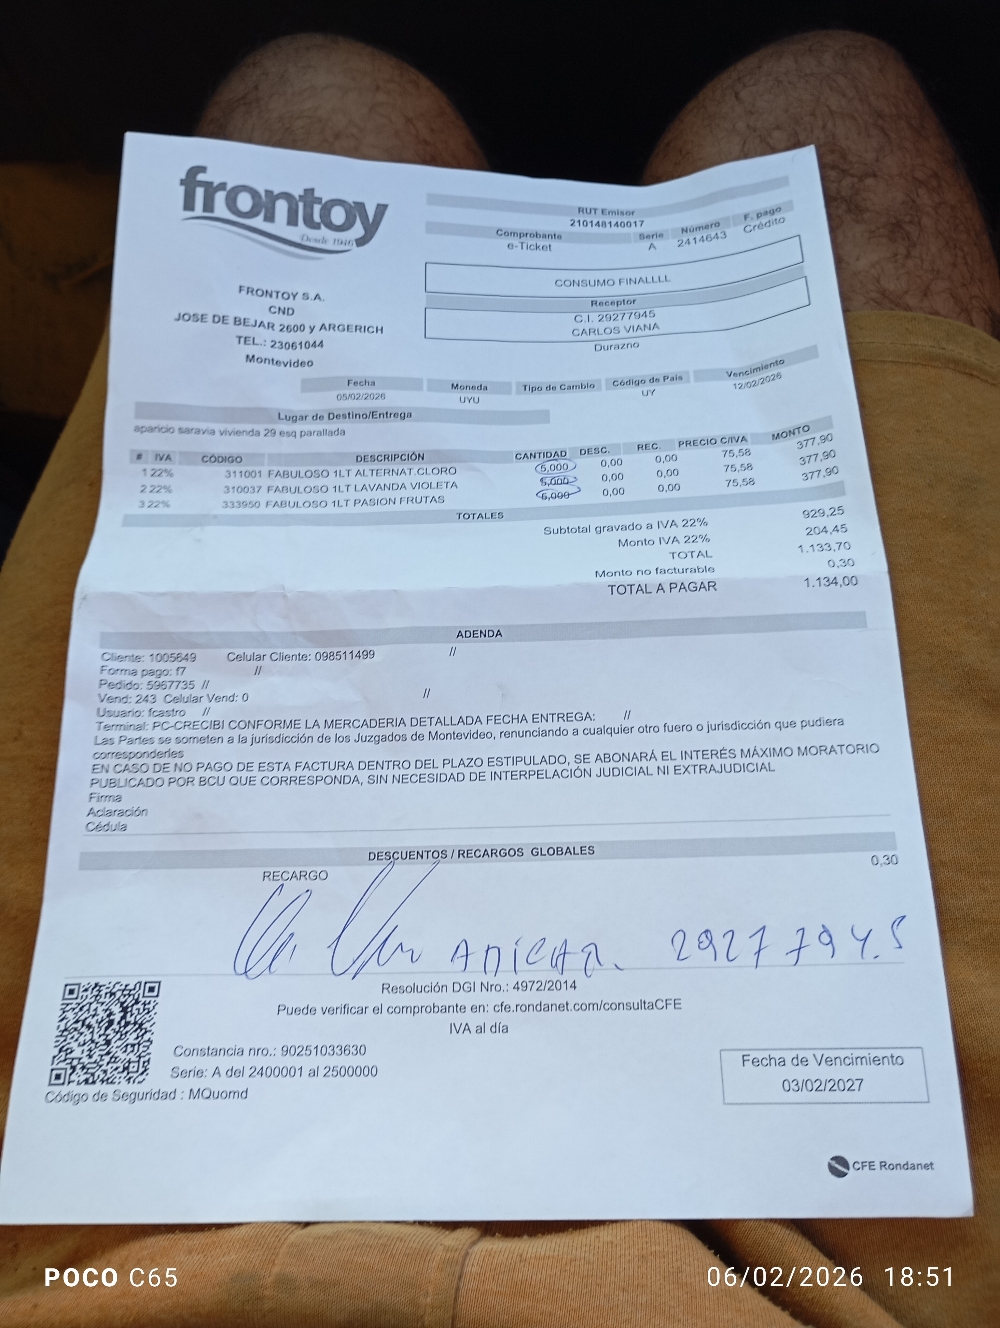 frontoy
Desde 1946
FRONTOY S.A.
CND
JOSE DE BEJAR 2600 y ARGERICH
TEL.: 23061044
Montevideo
RUT Emisor
210148140017
Comprobante Serie Número F. pago
e-Ticket A 2414643 Crédito
CONSUMO FINALLLL
Receptor
C.I. 29277945
CARLOS VIANA
Durazno
Fecha Moneda Tipo de Cambio Código de País Vencimiento
05/02/2026 UYU UY 12/02/2026
Lugar de Destino/Entrega
aparicio saravia vivienda 29 esq parallada
# IVA CÓDIGO DESCRIPCIÓN CANTIDAD DESC. REC. PRECIO C/IVA MONTO
1 22% 311001 FABULOSO 1LT ALTERNAT.CLORO 5,000 0,00 0,00 75,58 377,90
2 22% 310037 FABULOSO 1LT LAVANDA VIOLETA 5,000 0,00 0,00 75,58 377,90
3 22% 333950 FABULOSO 1LT PASION FRUTAS 5,000 0,00 0,00 75,58 377,90
TOTALES
Subtotal gravado a IVA 22% 929,25
Monto IVA 22% 204,45
TOTAL 1.133,70
Monto no facturable 0,30
TOTAL A PAGAR 1.134,00
ADENDA
Cliente: 1005849 Celular Cliente: 098511499 //
Forma pago: f7 //
Pedido: 5967735 //
Vend: 243 Celular Vend: 0 //
Usuario: fcastro //
Terminal: PC-CRECIBI CONFORME LA MERCADERIA DETALLADA FECHA ENTREGA: //
Las Partes se someten a la jurisdicción de los Juzgados de Montevideo, renunciando a cualquier otro fuero o jurisdicción que pudiera
corresponderles
EN CASO DE NO PAGO DE ESTA FACTURA DENTRO DEL PLAZO ESTIPULADO, SE ABONARÁ EL INTERÉS MÁXIMO MORATORIO
PUBLICADO POR BCU QUE CORRESPONDA, SIN NECESIDAD DE INTERPELACIÓN JUDICIAL NI EXTRAJUDICIAL
Firma
Aclaración
Cédula
DESCUENTOS / RECARGOS GLOBALES
RECARGO 0,30
2927794.5
Resolución DGI Nro.: 4972/2014
Puede verificar el comprobante en: cfe.rondanet.com/consultaCFE
IVA al día
Constancia nro.: 90251033630
Serie: A del 2400001 al 2500000
Código de Seguridad : MQuomd
Fecha de Vencimiento
03/02/2027
CFE Rondanet
POCO C65
06/02/2026 18:51